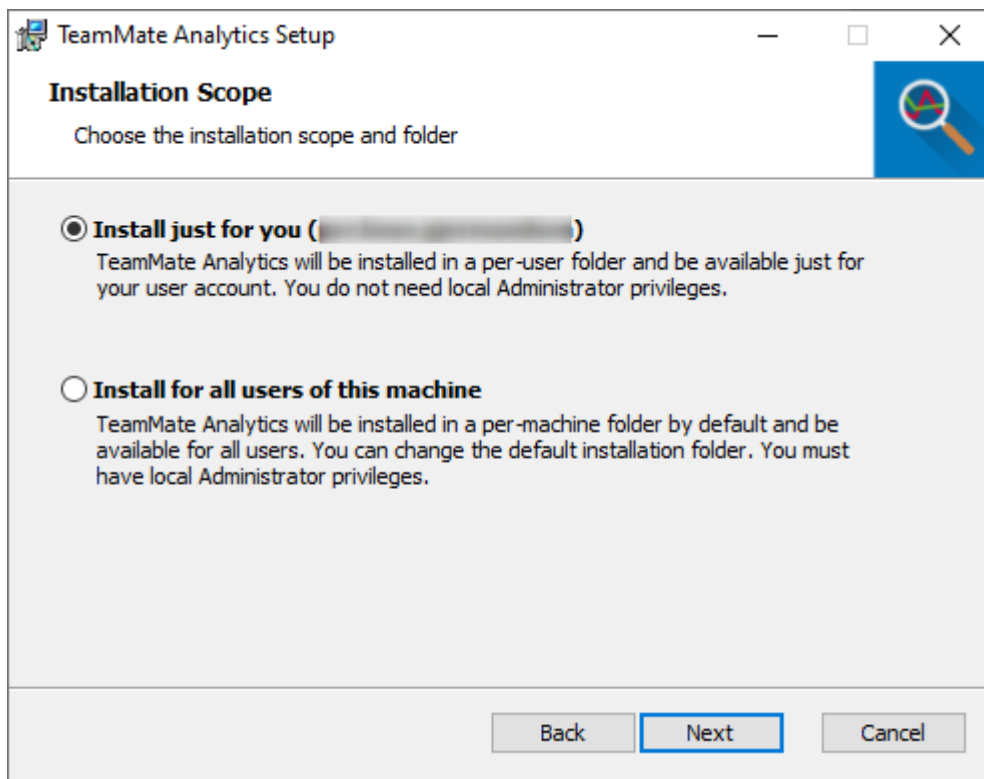 TeamMate Analytics Setup
Installation Scope
Choose the installation scope and folder
Install just for you ( )
TeamMate Analytics will be installed in a per-user folder and be available just for
your user account. You do not need local Administrator privileges.
Install for all users of this machine
TeamMate Analytics will be installed in a per-machine folder by default and be
available for all users. You can change the default installation folder. You must
have local Administrator privileges.
Back Next Cancel